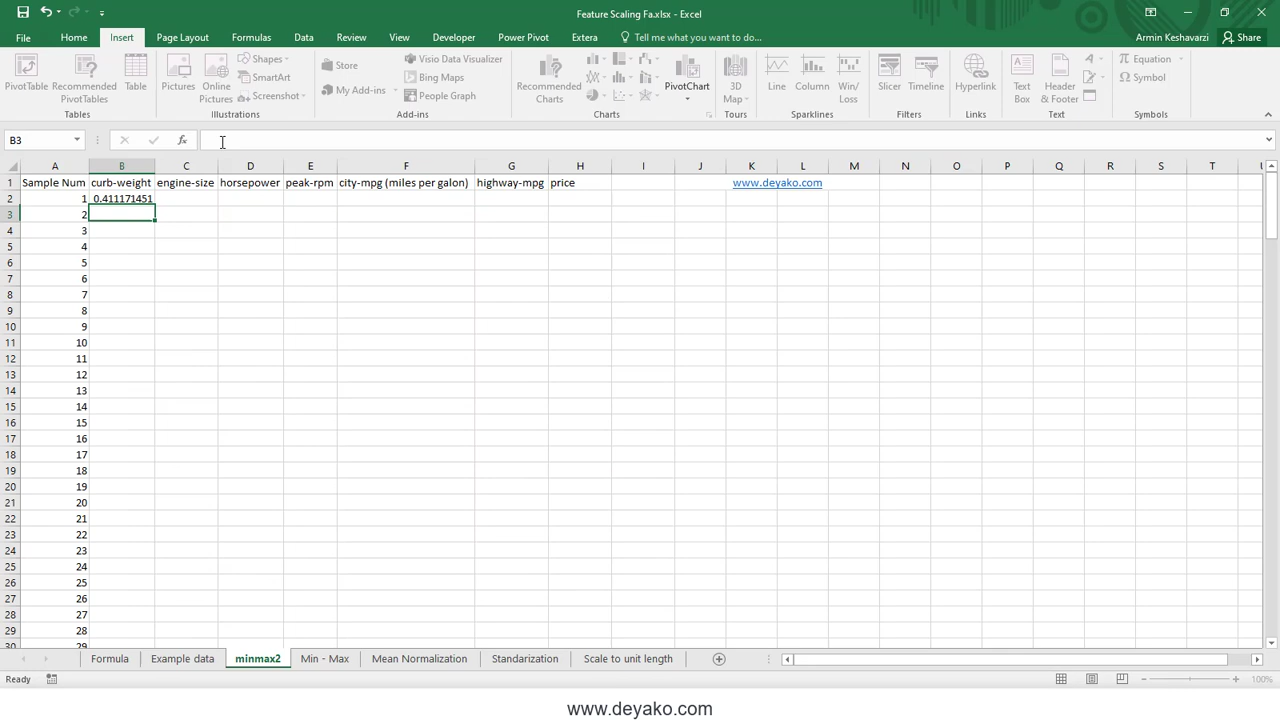 Feature Scaling Fa.xlsx - Excel
File Home Insert Page Layout Formulas Data Review View Developer Power Pivot Extera Tell me what you want to do... Armin Keshavarzi Share
PivotTable Recommended PivotTables Table Pictures Online Pictures Shapes SmartArt Screenshot Store My Add-ins Visio Data Visualizer Bing Maps People Graph Recommended Charts PivotChart 3D Map Line Column Win/Loss Slicer Timeline Hyperlink Text Box Header & Footer Equation Symbol
Tables Illustrations Add-ins Charts Tours Sparklines Filters Links Text Symbols
B3 fx
A B C D E F G H I J K L M N O P Q R S T
1 Sample Num curb-weight engine-size horsepower peak-rpm city-mpg (miles per galon) highway-mpg price www.deyako.com
2 1 0.411171451
3 2
4 3
5 4
6 5
7 6
8 7
9 8
10 9
11 10
12 11
13 12
14 13
15 14
16 15
17 16
18 17
19 18
20 19
21 20
22 21
23 22
24 23
25 24
26 25
27 26
28 27
29 28
30 29
Formula Example data minmax2 Min - Max Mean Normalization Standarization Scale to unit length
Ready 100%
www.deyako.com